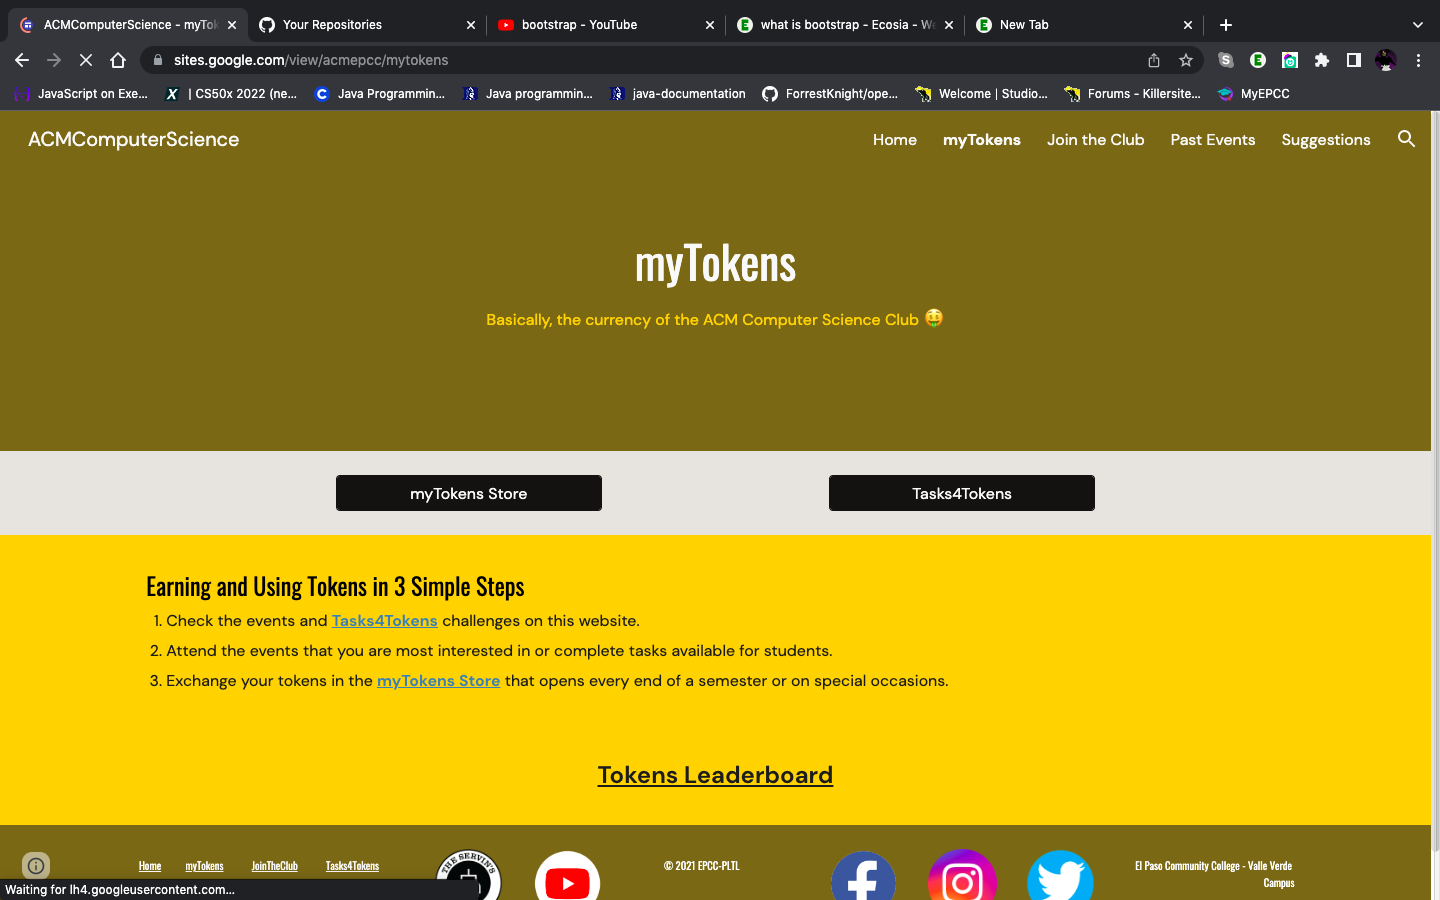 ACMComputerScience - myTok
Your Repositories
bootstrap - YouTube
what is bootstrap - Ecosia - We
New Tab
sites.google.com/view/acmepcc/mytokens
JavaScript on Exe...
| CS50x 2022 (ne...
Java Programmin...
Java programmin...
java-documentation
ForrestKnight/ope...
Welcome | Studio...
Forums - Killersite...
MyEPCC
ACMComputerScience
Home
myTokens
Join the Club
Past Events
Suggestions
myTokens
Basically, the currency of the ACM Computer Science Club 🤑
myTokens Store
Tasks4Tokens
Earning and Using Tokens in 3 Simple Steps
1. Check the events and Tasks4Tokens challenges on this website.
2. Attend the events that you are most interested in or complete tasks available for students.
3. Exchange your tokens in the myTokens Store that opens every end of a semester or on special occasions.
Tokens Leaderboard
Home
myTokens
JoinTheClub
Tasks4Tokens
THE SERVIN'S
© 2021 EPCC-PLTL
El Paso Community College - Valle Verde
Campus
Waiting for lh4.googleusercontent.com...